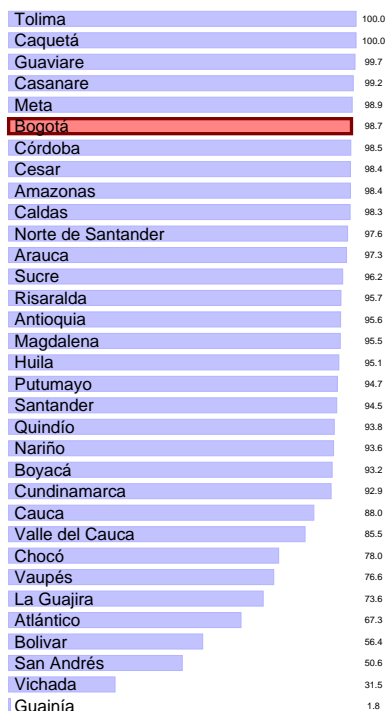 Tolima 100.0
Caquetá 100.0
Guaviare 99.7
Casanare 99.2
Meta 98.9
Bogotá 98.7
Córdoba 98.5
Cesar 98.4
Amazonas 98.4
Caldas 98.3
Norte de Santander 97.6
Arauca 97.3
Sucre 96.2
Risaralda 95.7
Antioquia 95.6
Magdalena 95.5
Huila 95.1
Putumayo 94.7
Santander 94.5
Quindío 93.8
Nariño 93.6
Boyacá 93.2
Cundinamarca 92.9
Cauca 88.0
Valle del Cauca 85.5
Chocó 78.0
Vaupés 76.6
La Guajira 73.6
Atlántico 67.3
Bolivar 56.4
San Andrés 50.6
Vichada 31.5
Guainía 1.8